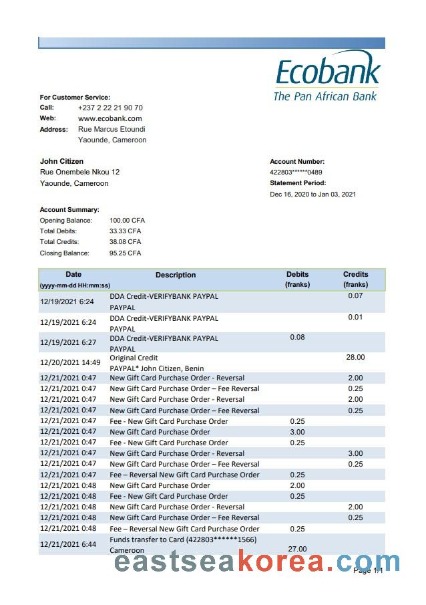 Ecobank
The Pan African Bank
For Customer Service:
Call: +237 2 22 21 90 70
Web: www.ecobank.com
Address: Rue Marcus Etoundi
Yaounde, Cameroon
John Citizen
Rue Onembele Nkou 12
Yaounde, Cameroon
Account Number:
422803******0489
Statement Period:
Dec 16, 2020 to Jan 03, 2021
Account Summary:
Opening Balance: 100.00 CFA
Total Debits: 33.33 CFA
Total Credits: 38.08 CFA
Closing Balance: 95.25 CFA
Date Description Debits Credits
(yyyy-mm-dd HH:mm:ss) (franks) (franks)
12/19/2021 6:24 DDA Credit-VERIFYBANK PAYPAL 0.07
PAYPAL
12/19/2021 6:24 DDA Credit-VERIFYBANK PAYPAL 0.01
PAYPAL
12/19/2021 6:27 DDA Credit-VERIFYBANK PAYPAL 0.08
PAYPAL
12/20/2021 14:49 Original Credit 28.00
PAYPAL* John Citizen, Benin
12/21/2021 0:47 New Gift Card Purchase Order - Reversal 2.00
12/21/2021 0:47 New Gift Card Purchase Order – Fee Reversal 0.25
12/21/2021 0:47 New Gift Card Purchase Order - Reversal 2.00
12/21/2021 0:47 New Gift Card Purchase Order – Fee Reversal 0.25
12/21/2021 0:47 Fee - New Gift Card Purchase Order 0.25
12/21/2021 0:47 New Gift Card Purchase Order 3.00
12/21/2021 0:47 Fee - New Gift Card Purchase Order 0.25
12/21/2021 0:47 New Gift Card Purchase Order - Reversal 3.00
12/21/2021 0:47 New Gift Card Purchase Order – Fee Reversal 0.25
12/21/2021 0:47 Fee – Reversal New Gift Card Purchase Order 0.25
12/21/2021 0:48 New Gift Card Purchase Order 2.00
12/21/2021 0:48 Fee - New Gift Card Purchase Order 0.25
12/21/2021 0:48 New Gift Card Purchase Order - Reversal 2.00
12/21/2021 0:48 New Gift Card Purchase Order – Fee Reversal 0.25
12/21/2021 0:48 Fee – Reversal New Gift Card Purchase Order 0.25
12/21/2021 6:44 Funds transfer to Card (422803******1566) 27.00
Cameroon
eastseakorea.com
Page 1/1